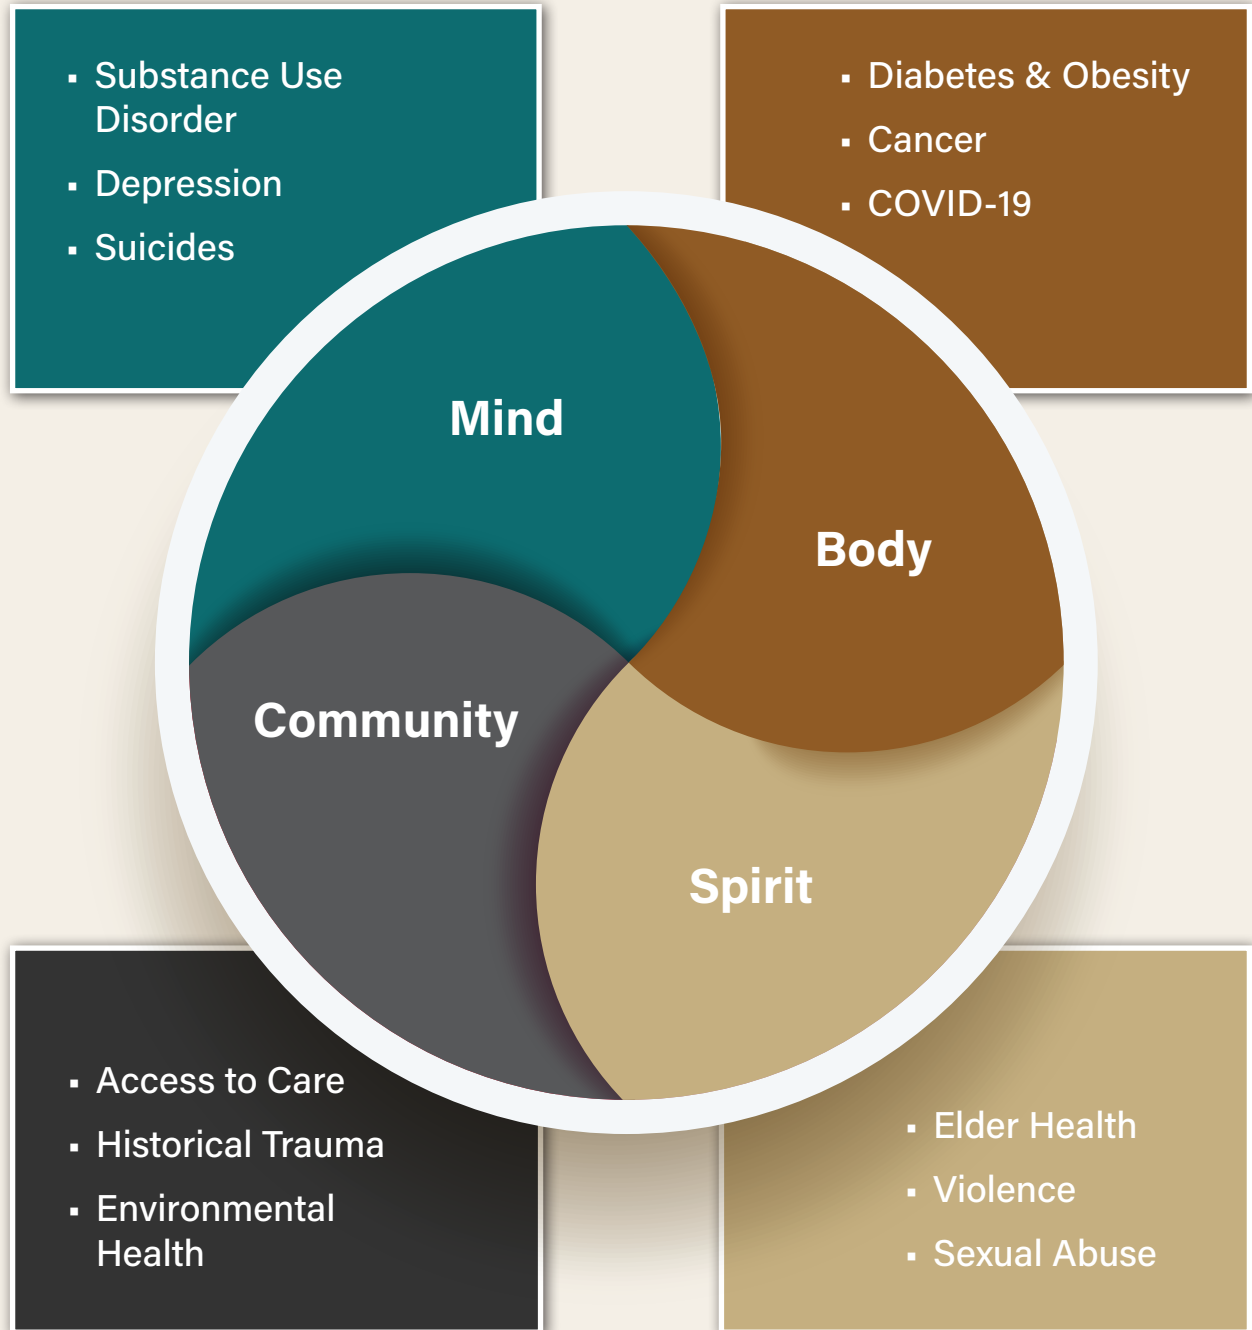 ▪ Substance Use
Disorder
▪ Depression
▪ Suicides
▪ Diabetes & Obesity
▪ Cancer
▪ COVID-19
Mind
Body
Community
Spirit
▪ Access to Care
▪ Historical Trauma
▪ Environmental
Health
▪ Elder Health
▪ Violence
▪ Sexual Abuse